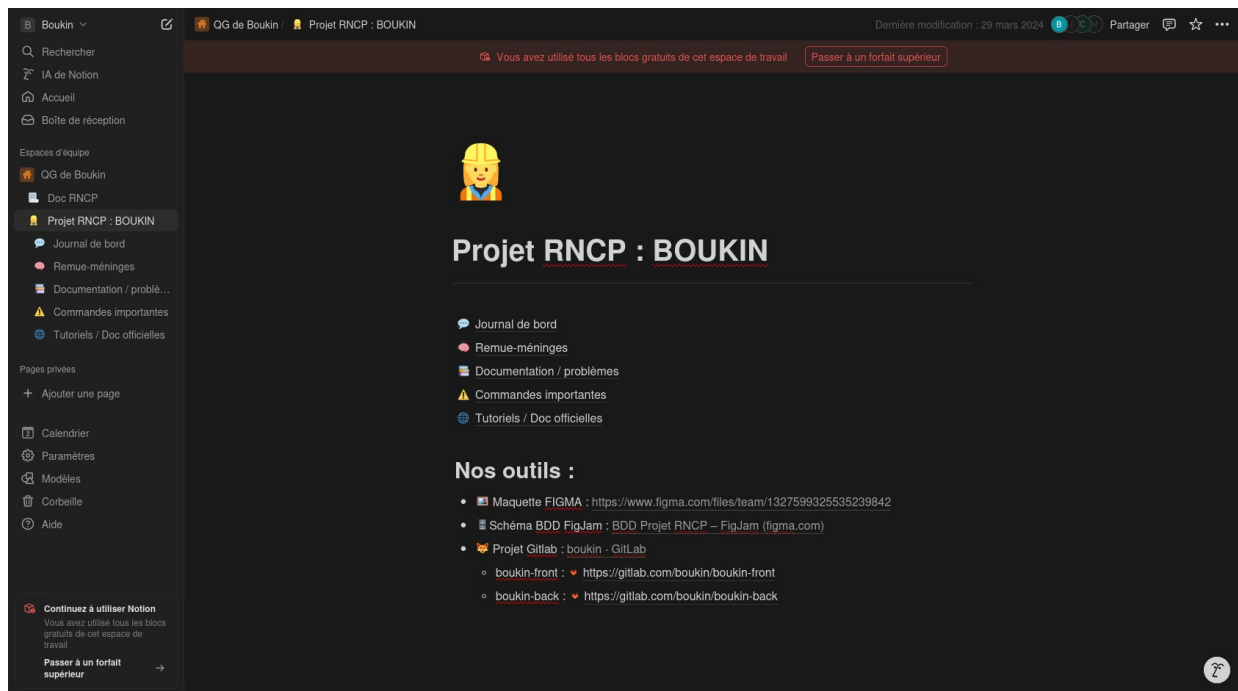 B Boukin
QG de Boukin / Projet RNCP : BOUKIN
Dernière modification : 29 mars 2024 B C M Partager
Rechercher
IA de Notion
Accueil
Boîte de réception
Vous avez utilisé tous les blocs gratuits de cet espace de travail Passer à un forfait supérieur
Espaces d'équipe
QG de Boukin
Doc RNCP
Projet RNCP : BOUKIN
Journal de bord
Remue-méninges
Documentation / problè...
Commandes importantes
Tutoriels / Doc officielles
Pages privées
Ajouter une page
Calendrier
Paramètres
Modèles
Corbeille
Aide
Continuez à utiliser Notion
Vous avez utilisé tous les blocs
gratuits de cet espace de
travail
Passer à un forfait
supérieur
Projet RNCP : BOUKIN
Journal de bord
Remue-méninges
Documentation / problèmes
Commandes importantes
Tutoriels / Doc officielles
Nos outils :
Maquette FIGMA : https://www.figma.com/files/team/1327599325535239842
Schéma BDD FigJam : BDD Projet RNCP – FigJam (figma.com)
Projet Gitlab : boukin · GitLab
boukin-front : https://gitlab.com/boukin/boukin-front
boukin-back : https://gitlab.com/boukin/boukin-back